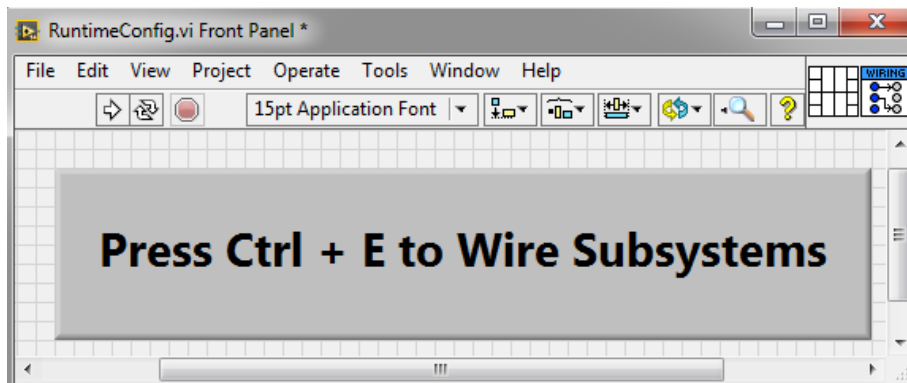 RuntimeConfig.vi Front Panel *
File Edit View Project Operate Tools Window Help
WIRING
15pt Application Font
?
Press Ctrl + E to Wire Subsystems